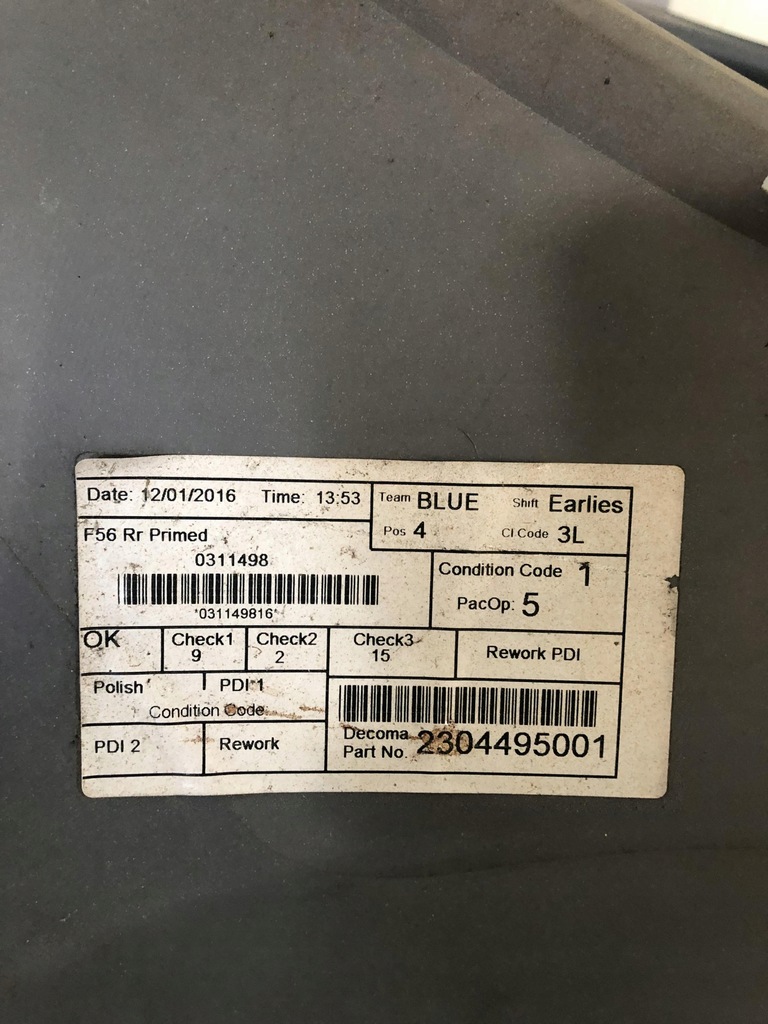 Date: 12/01/2016 Time: 13:53
Team BLUE Shift Earlies
Pos 4 Cl Code 3L
F56 Rr Primed
0311498
*031149816*
Condition Code 1
PacOp: 5
OK
Check1 9
Check2 2
Check3 15
Rework PDI
Polish PDI 1
Condition Code
PDI 2 Rework
Decoma Part No. 2304495001